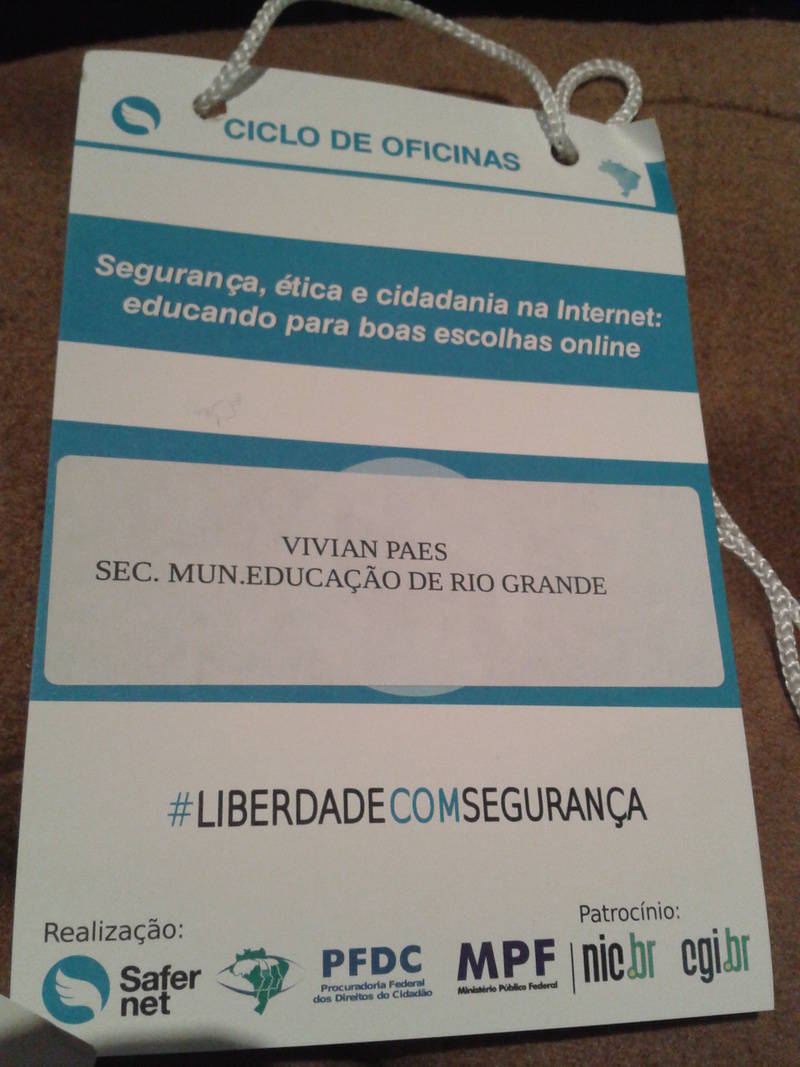 CICLO DE OFICINAS
Segurança, ética e cidadania na Internet:
educando para boas escolhas online
VIVIAN PAES
SEC. MUN.EDUCAÇÃO DE RIO GRANDE
#LIBERDADECOMSEGURANÇA
Realização:
Patrocínio:
Safer
net
PFDC
Procuradoria Federal
dos Direitos do Cidadão
MPF
Ministério Público Federal
nic.br
cgi.br